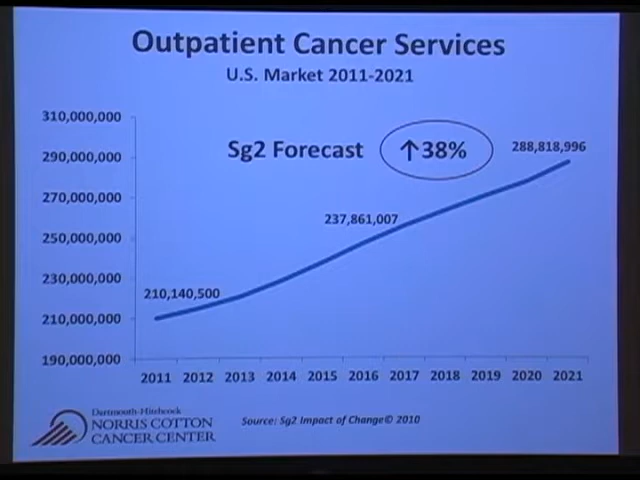 Outpatient Cancer Services
U.S. Market 2011-2021
310,000,000
290,000,000
270,000,000
250,000,000
230,000,000
210,000,000
190,000,000
Sg2 Forecast
↑38%
288,818,996
237,861,007
210,140,500
2011 2012 2013 2014 2015 2016 2017 2018 2019 2020 2021
Dartmouth-Hitchcock
NORRIS COTTON
CANCER CENTER
Source: Sg2 Impact of Change© 2010